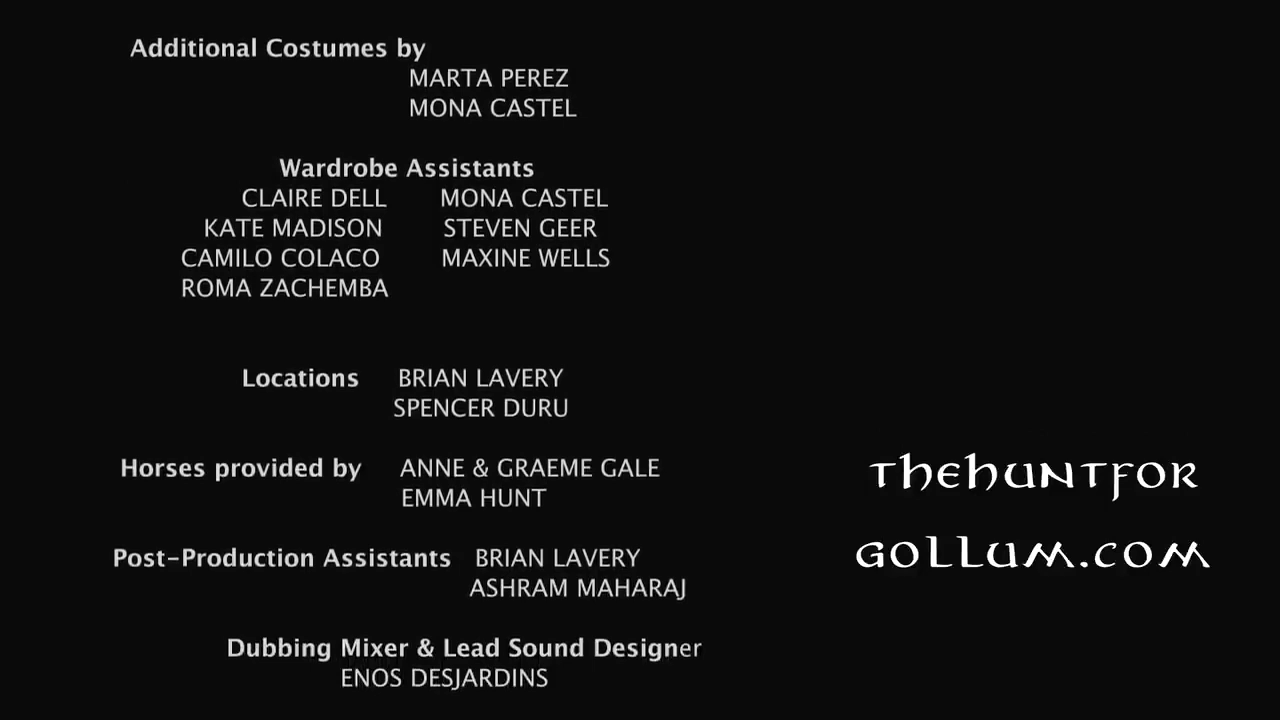 Additional Costumes by
MARTA PEREZ
MONA CASTEL
Wardrobe Assistants
CLAIRE DELL MONA CASTEL
KATE MADISON STEVEN GEER
CAMILO COLACO MAXINE WELLS
ROMA ZACHEMBA
Locations BRIAN LAVERY
SPENCER DURU
Horses provided by ANNE & GRAEME GALE
EMMA HUNT
Post-Production Assistants BRIAN LAVERY
ASHRAM MAHARAJ
Dubbing Mixer & Lead Sound Designer
ENOS DESJARDINS
THEHUNTFOR
GOLLUM.COM